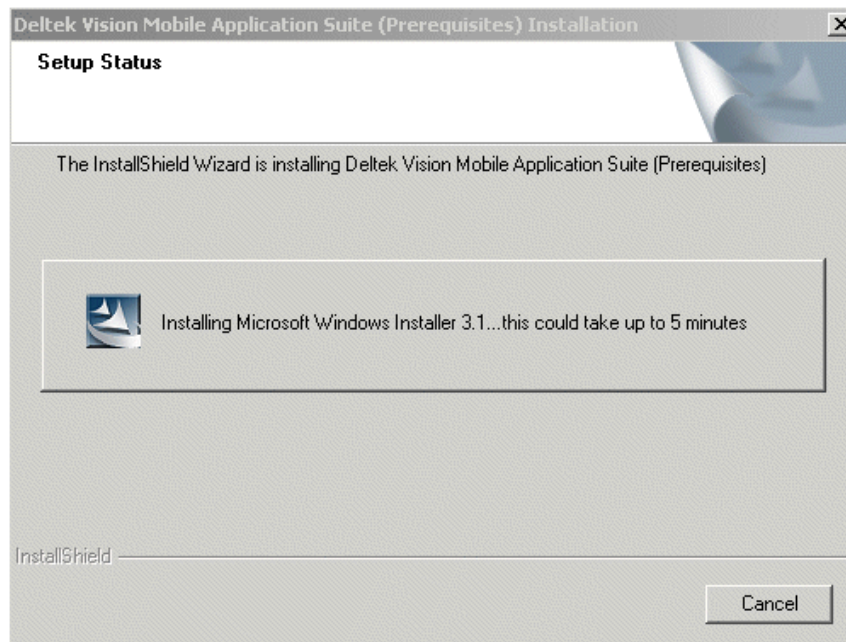 Deltek Vision Mobile Application Suite (Prerequisites) Installation
Setup Status
The InstallShield Wizard is installing Deltek Vision Mobile Application Suite (Prerequisites)
Installing Microsoft Windows Installer 3.1...this could take up to 5 minutes
InstallShield
Cancel